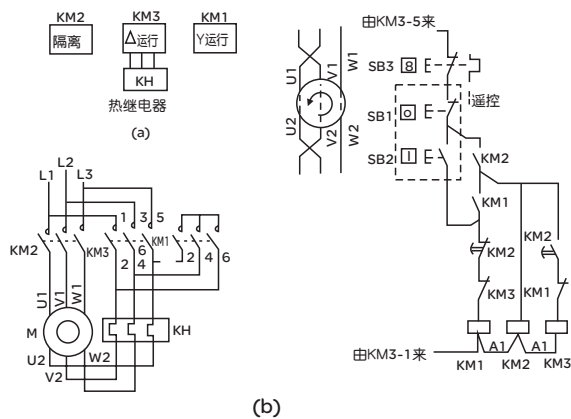 KM2 KM3 KM1
隔离 Δ运行 Y运行
KH
热继电器
(a)
L1 L2 L3
1 3 5
KM2 KM3 6 KM1
2 4 2 4 6
U1 V1 W1
M KH
U2 W2
V2
由KM3-5来
U1 V1 W1
SB3 8
遥控
SB1 o
U2 V2 W2
SB2 I
KM2
KM1
KM2 KM2
KM3 KM1
由KM3-1来 A1 A1
KM1 KM2 KM3
(b)